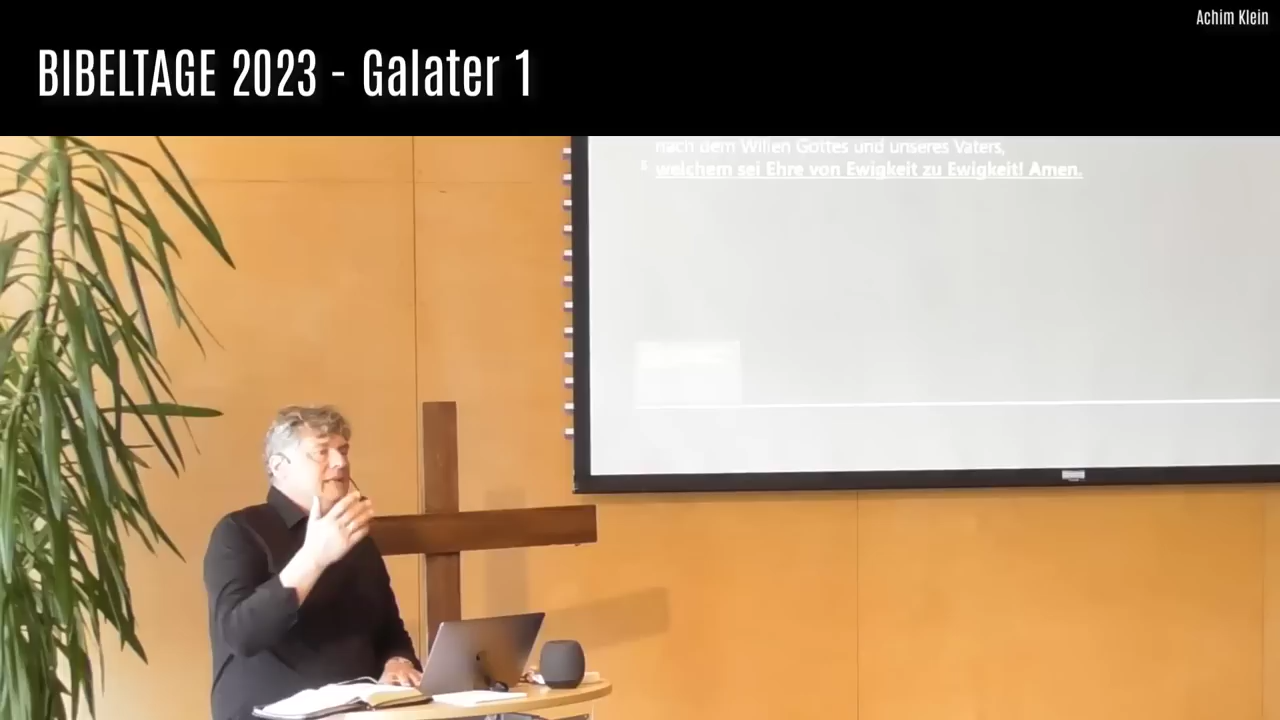 Achim Klein
BIBELTAGE 2023 - Galater 1
nach dem Willen Gottes und unseres Vaters,
5 welchem sei Ehre von Ewigkeit zu Ewigkeit! Amen.